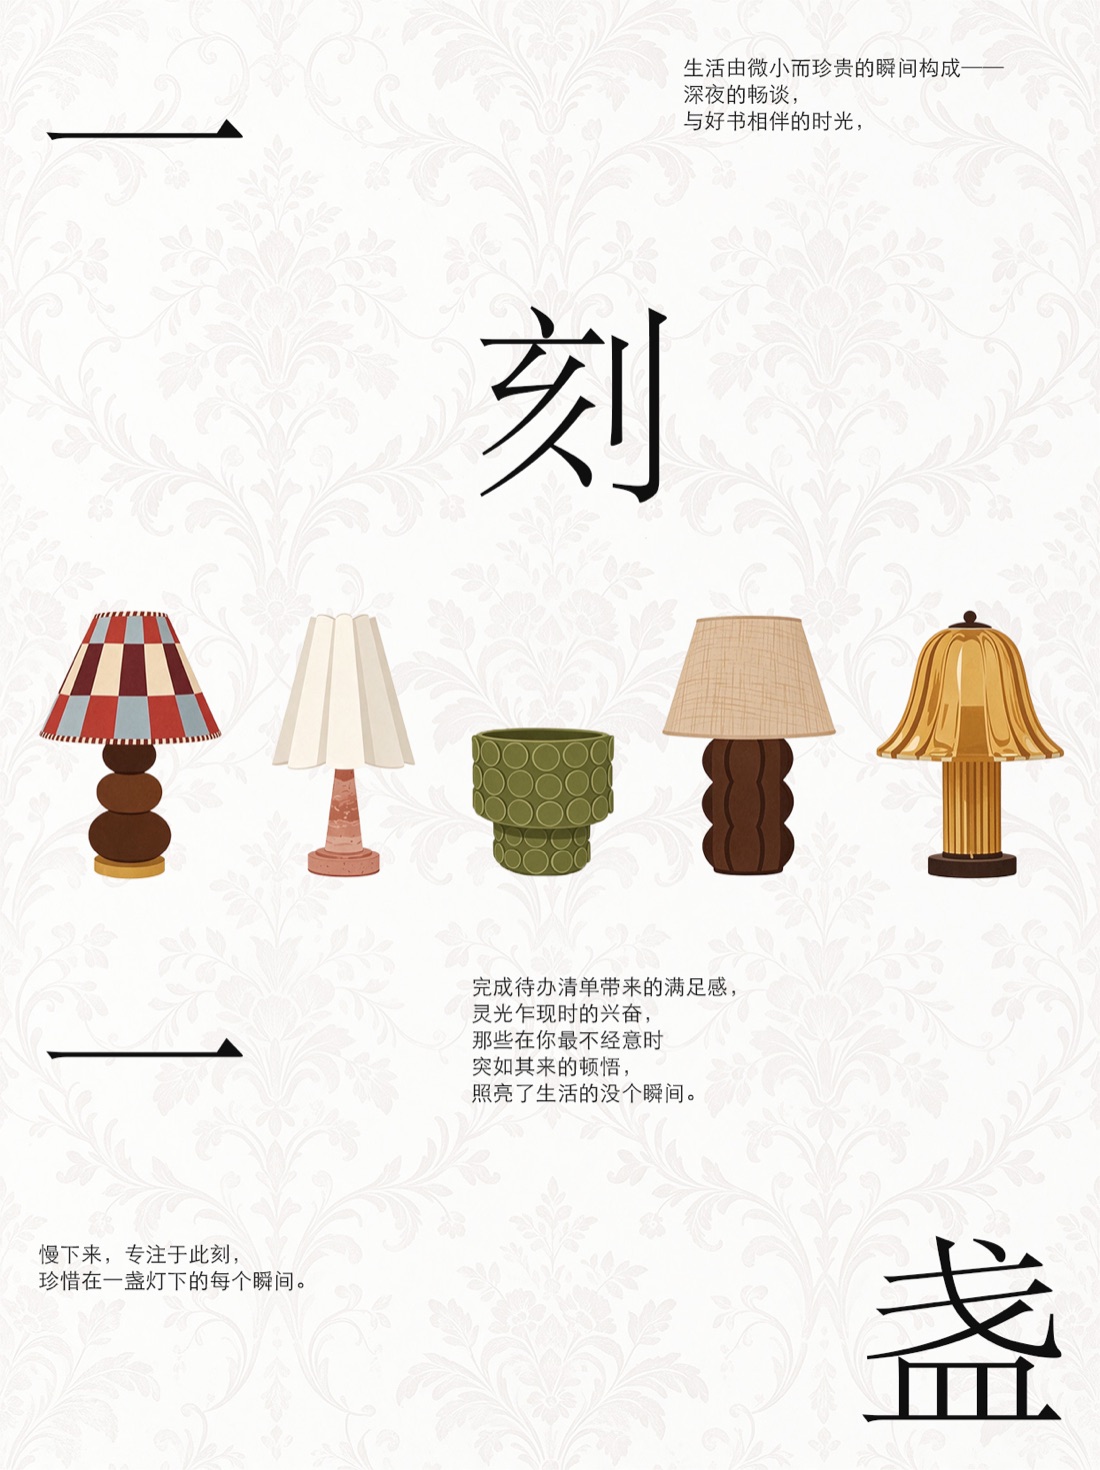 一
生活由微小而珍贵的瞬间构成——
深夜的畅谈，
与好书相伴的时光，
刻
一
完成待办清单带来的满足感，
灵光乍现时的兴奋，
那些在你最不经意时
突如其来的顿悟，
照亮了生活的没个瞬间。
慢下来，专注于此刻，
珍惜在一盏灯下的每个瞬间。
盏